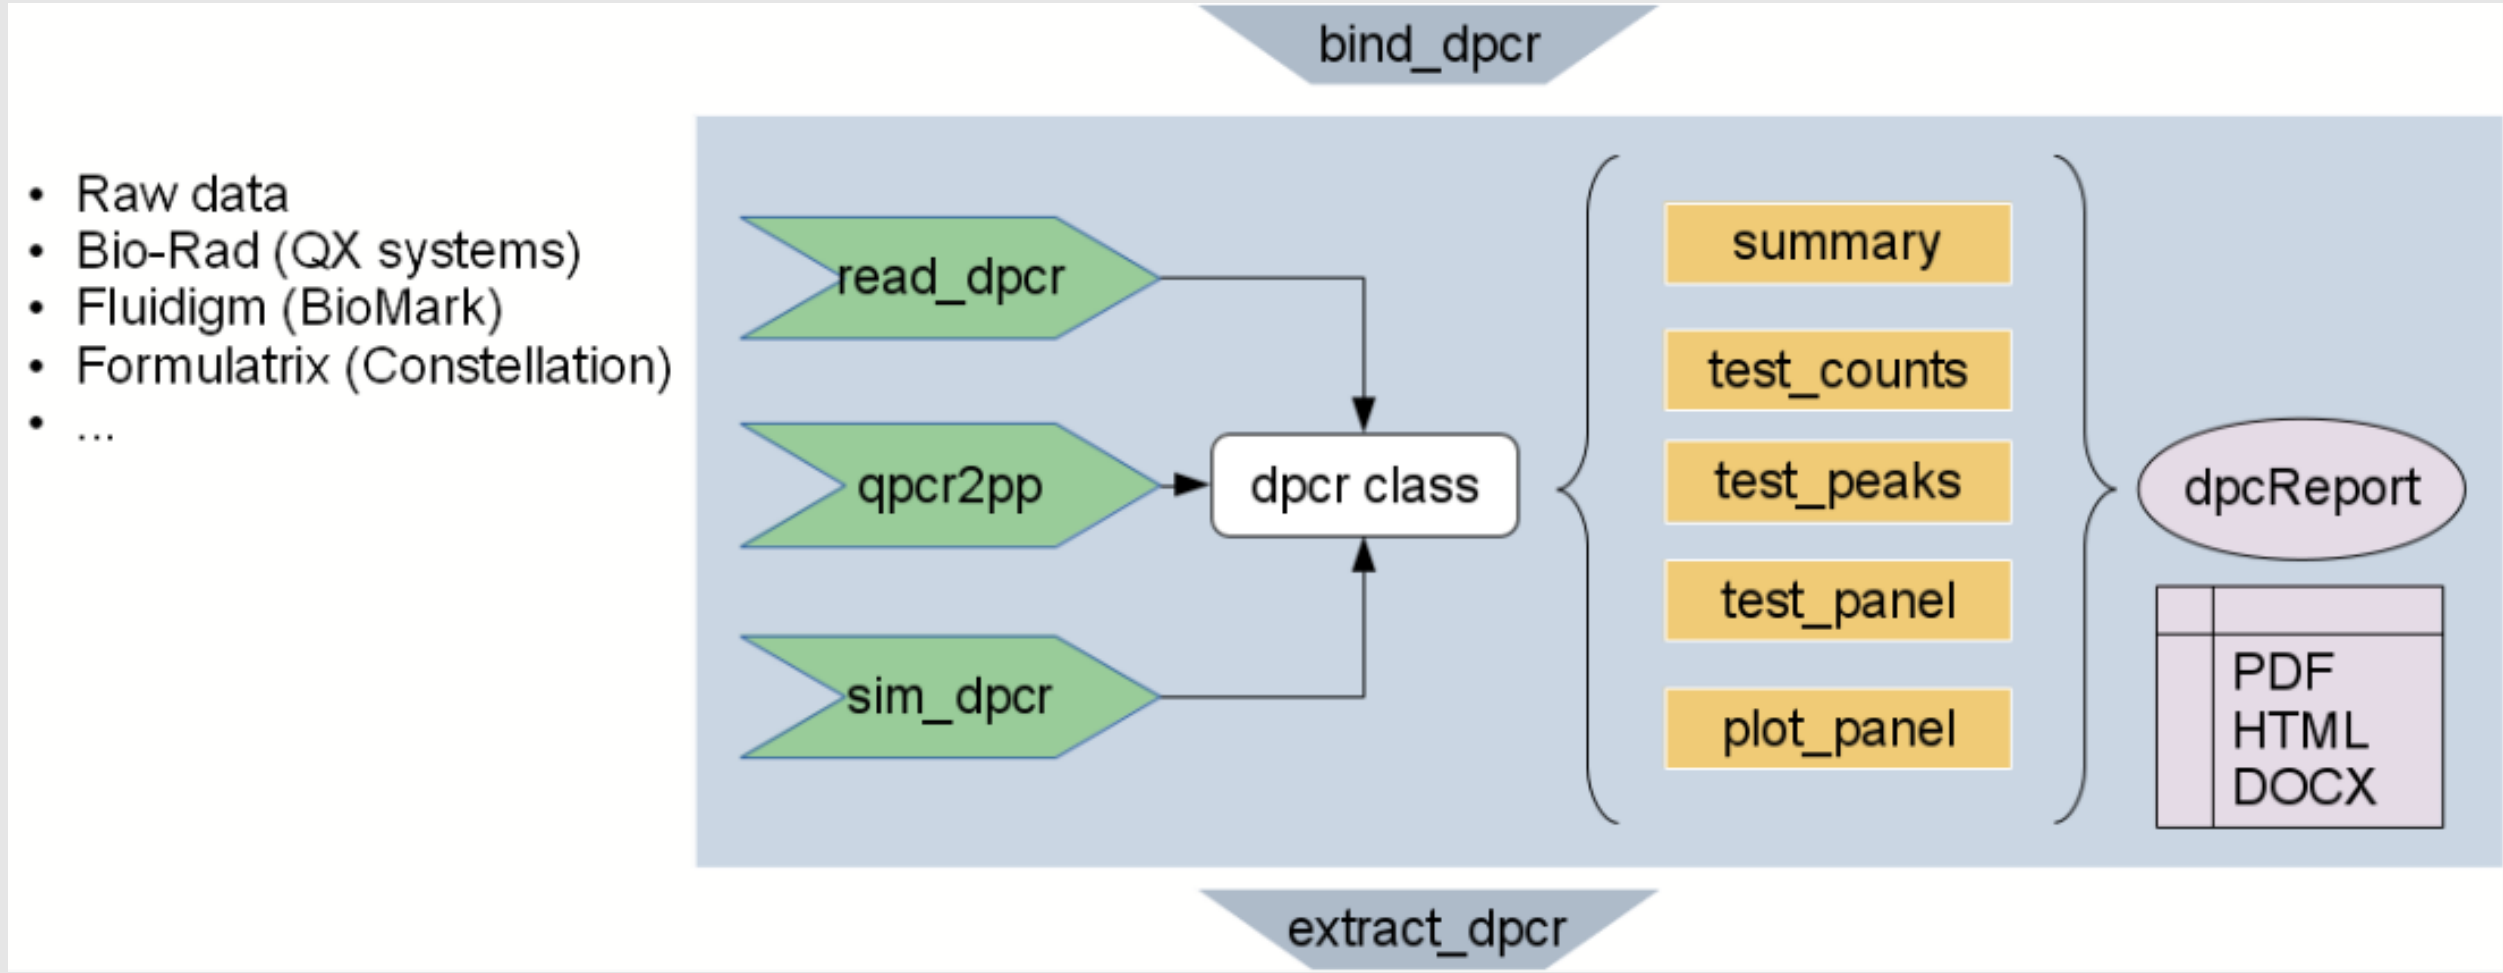 bind_dpcr
• Raw data
• Bio-Rad (QX systems)
• Fluidigm (BioMark)
• Formulatrix (Constellation)
• ...
read_dpcr
qpcr2pp
sim_dpcr
dpcr class
summary
test_counts
test_peaks
test_panel
plot_panel
dpcReport
PDF
HTML
DOCX
extract_dpcr